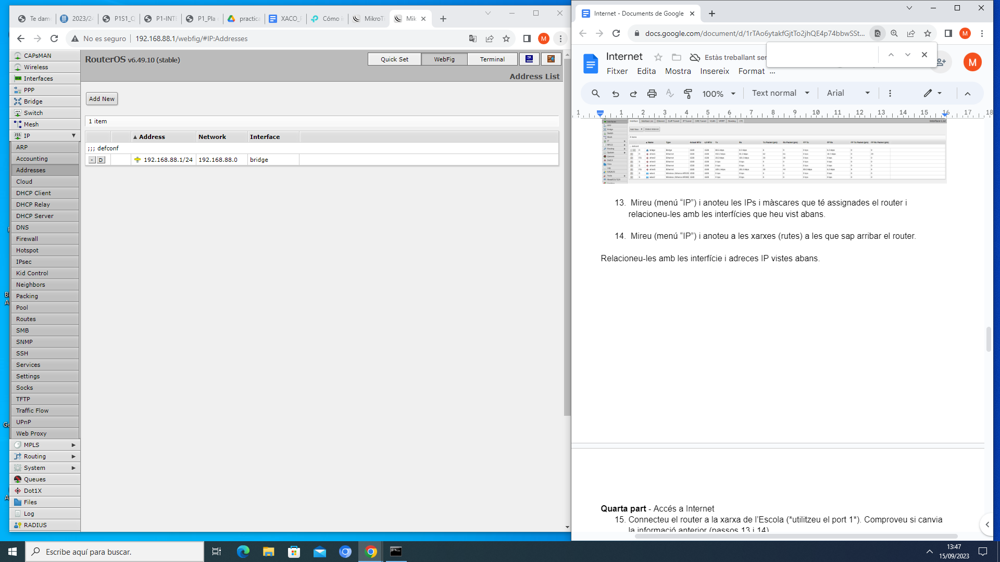 Te dam
2023/24
P1S1_Q
P1-INTE
P1_Pla
practica
XACO_P
Cómo i
MikroTi
Mik
No es seguro
192.168.88.1/webfig/#IP:Addresses
M
CAPsMAN
Wireless
Interfaces
PPP
Bridge
Switch
Mesh
IP
ARP
Accounting
Addresses
Cloud
DHCP Client
DHCP Relay
DHCP Server
DNS
Firewall
Hotspot
IPsec
Kid Control
Neighbors
Packing
Pool
Routes
SMB
SNMP
SSH
Services
Settings
Socks
TFTP
Traffic Flow
UPnP
Web Proxy
MPLS
Routing
System
Queues
Dot1X
Files
Log
RADIUS
RouterOS v6.49.10 (stable)
Quick Set
WebFig
Terminal
Address List
Add New
1 item
Address Network Interface
;;; defconf
- D 192.168.88.1/24 192.168.88.0 bridge
Internet - Documents de Google
docs.google.com/document/d/1rTAo6ytakfGjtTo2jhQE4p74bbwSSt...
M
Internet
Estàs treballant ser
M
Fitxer Edita Mostra Insereix Format ...
100% Text normal Arial
1 1 2 3 4 5 6 7 8 9 10 11 12 13 14 15 16 17 18
13. Mireu (menú “IP”) i anoteu les IPs i màscares que té assignades el router i
relacioneu-les amb les interfícies que heu vist abans.
14. Mireu (menú “IP”) i anoteu a les xarxes (rutes) a les que sap arribar el router.
Relacioneu-les amb les interfície i adreces IP vistes abans.
Quarta part - Accés a Internet
15. Connecteu el router a la xarxa de l’Escola (*utilitzeu el port 1*). Comproveu si canvia
la informació anterior (passos 13 i 14)
Escribe aquí para buscar.
13:47
15/09/2023